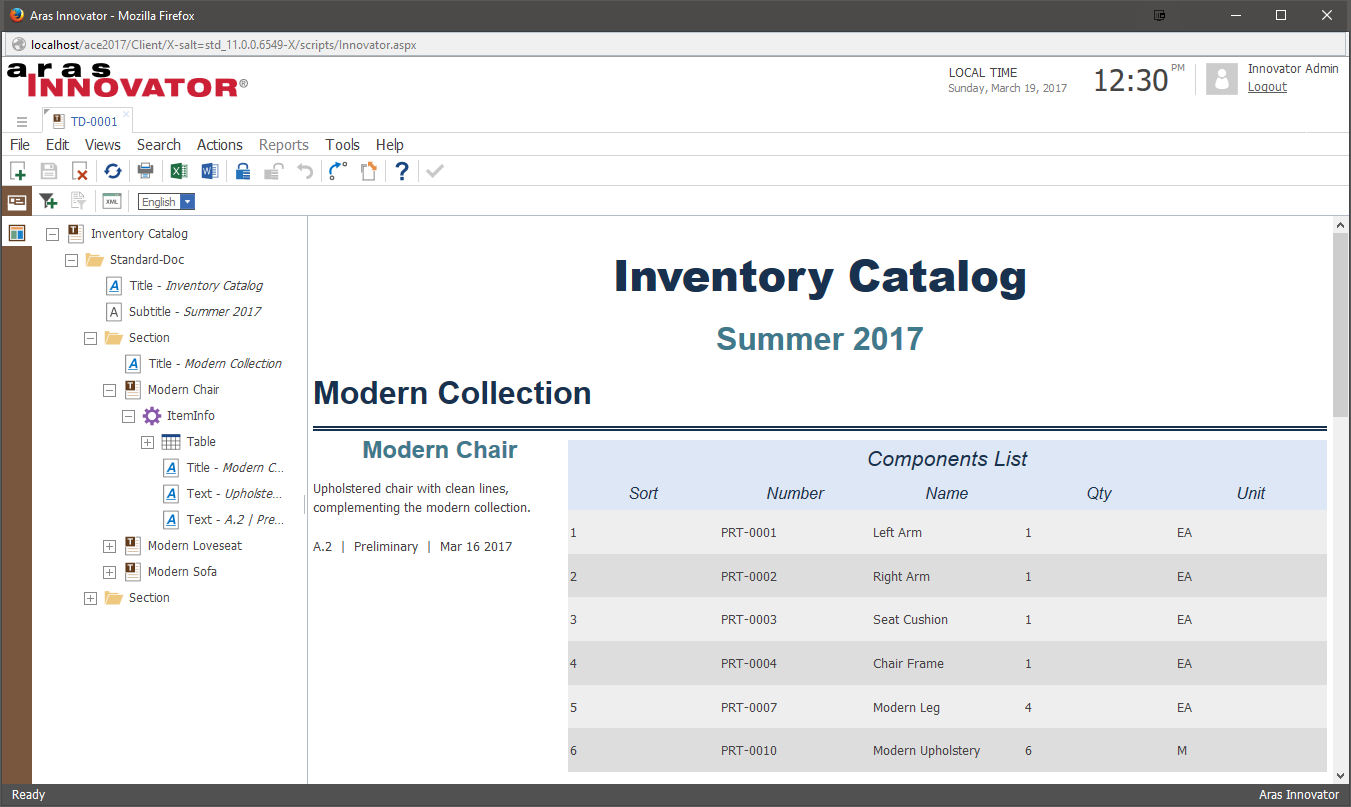 Aras Innovator - Mozilla Firefox
localhost/ace2017/Client/X-salt=std_11.0.0.6549-X/scripts/Innovator.aspx
aras
INNOVATOR®
LOCAL TIME
Sunday, March 19, 2017
12:30 PM
Innovator Admin
Logout
TD-0001
File Edit Views Search Actions Reports Tools Help
XML English
Inventory Catalog
Standard-Doc
Title - Inventory Catalog
Subtitle - Summer 2017
Section
Title - Modern Collection
Modern Chair
ItemInfo
Table
Title - Modern C...
Text - Upholste...
Text - A.2 | Pre...
Modern Loveseat
Modern Sofa
Section
Inventory Catalog
Summer 2017
Modern Collection
Modern Chair
Upholstered chair with clean lines,
complementing the modern collection.
A.2 | Preliminary | Mar 16 2017
Components List
Sort Number Name Qty Unit
1 PRT-0001 Left Arm 1 EA
2 PRT-0002 Right Arm 1 EA
3 PRT-0003 Seat Cushion 1 EA
4 PRT-0004 Chair Frame 1 EA
5 PRT-0007 Modern Leg 4 EA
6 PRT-0010 Modern Upholstery 6 M
Ready
Aras Innovator